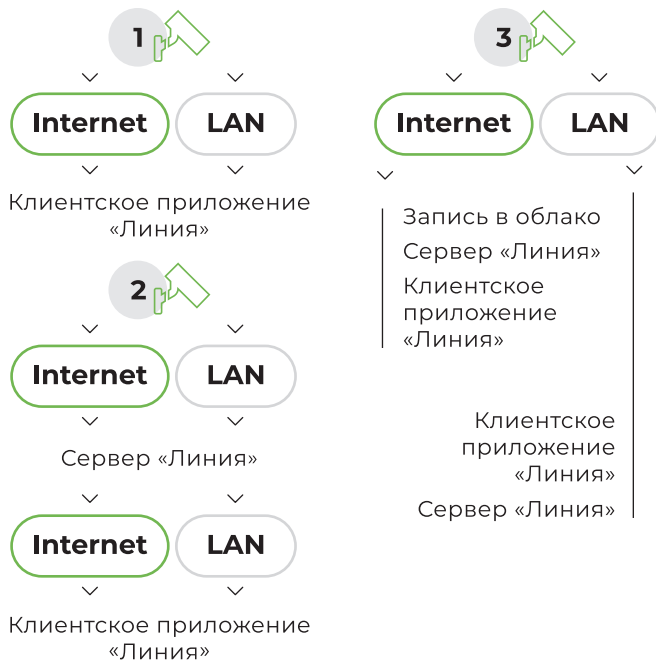 1
Internet
LAN
Клиентское приложение
«Линия»
2
Internet
LAN
Сервер «Линия»
Internet
LAN
Клиентское приложение
«Линия»
3
Internet
LAN
Запись в облако
Сервер «Линия»
Клиентское
приложение
«Линия»
Клиентское
приложение
«Линия»
Сервер «Линия»